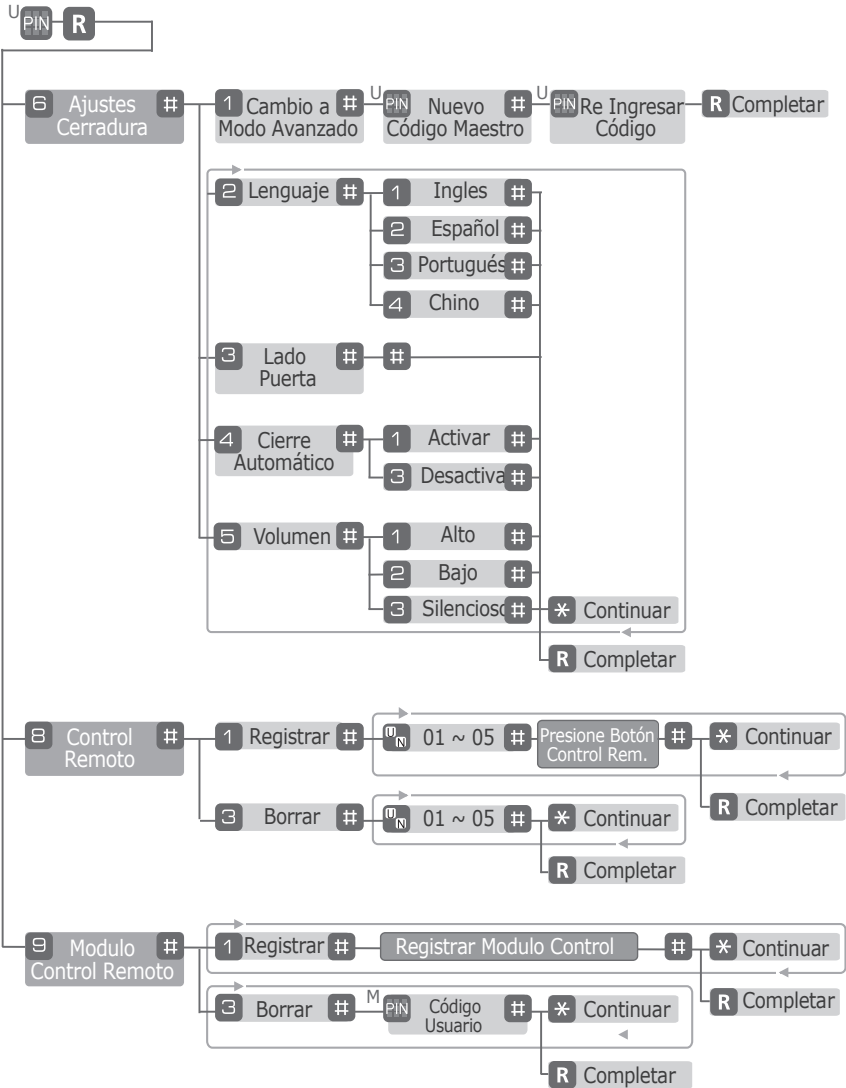 U PIN R
6 Ajustes Cerradura #
1 Cambio a Modo Avanzado #
U PIN Nuevo Código Maestro #
U PIN Re Ingresar Código
R Completar
2 Lenguaje #
1 Ingles #
2 Español #
3 Portugués #
4 Chino #
3 Lado Puerta # #
4 Cierre Automático #
1 Activar #
3 Desactiva #
5 Volumen #
1 Alto #
2 Bajo #
3 Silencioso #
* Continuar
R Completar
8 Control Remoto #
1 Registrar #
UN 01 ~ 05 #
Presione Botón Control Rem. #
* Continuar
R Completar
3 Borrar #
UN 01 ~ 05 #
* Continuar
R Completar
9 Modulo Control Remoto #
1 Registrar #
Registrar Modulo Control #
* Continuar
R Completar
3 Borrar #
M PIN Código Usuario #
* Continuar
R Completar